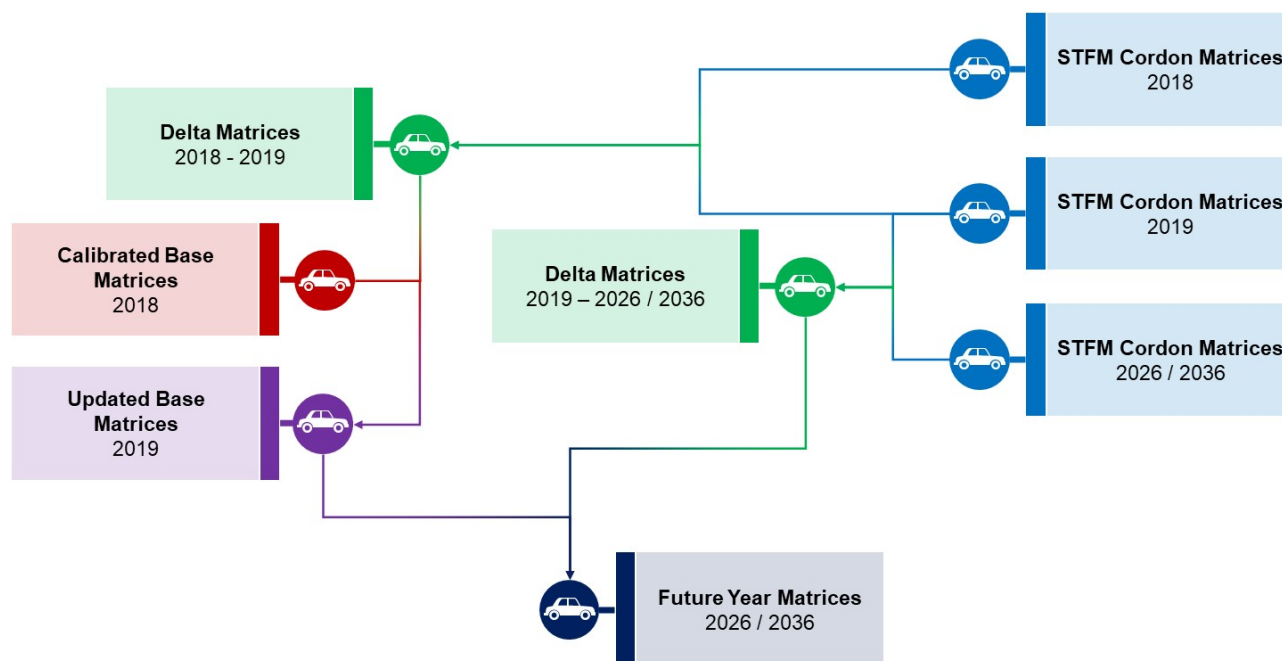 STFM Cordon Matrices
2018
Delta Matrices
2018 - 2019
STFM Cordon Matrices
2019
Calibrated Base
Matrices
2018
Delta Matrices
2019 – 2026 / 2036
STFM Cordon Matrices
2026 / 2036
Updated Base
Matrices
2019
Future Year Matrices
2026 / 2036